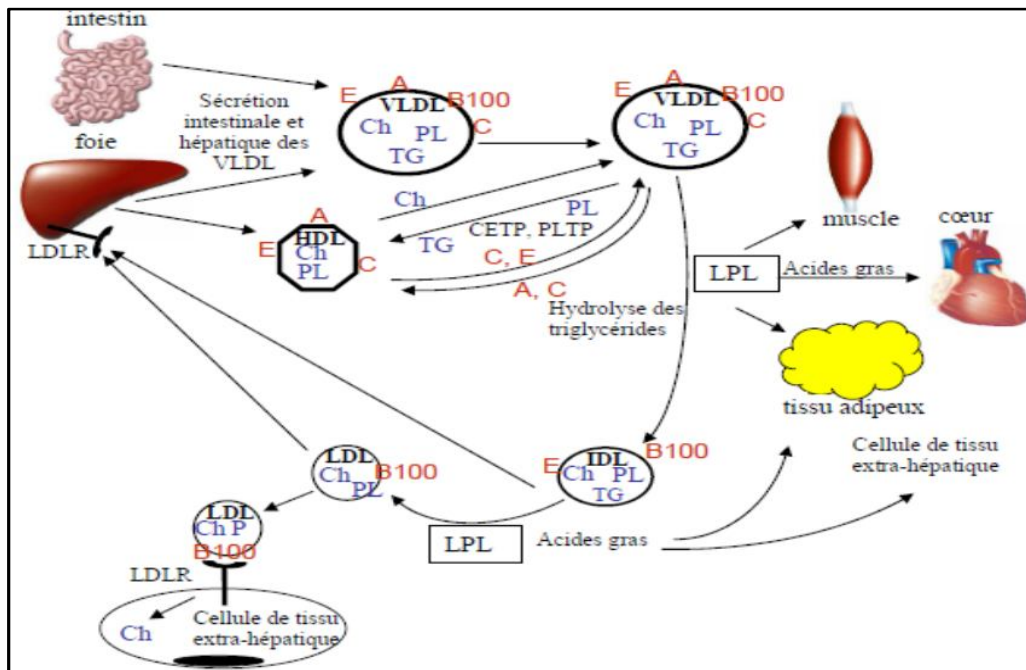 intestin
foie
Sécrétion
intestinale et
hépatique des
VLDL
LDLR
E
A
VLDL
B100
Ch
PL
C
TG
E
A
VLDL
B100
Ch
PL
C
TG
A
E
HDL
Ch
PL
C
Ch
PL
TG
CETP, PLTP
C, E
A, C
Hydrolyse des
triglycérides
LPL
Acides gras
muscle
cœur
tissu adipeux
Cellule de tissu
extra-hépatique
E
IDL
B100
Ch PL
TG
LPL
Acides gras
LDL
Ch
B100
PL
LDL
Ch P
B100
LDLR
Ch
Cellule de tissu
extra-hépatique